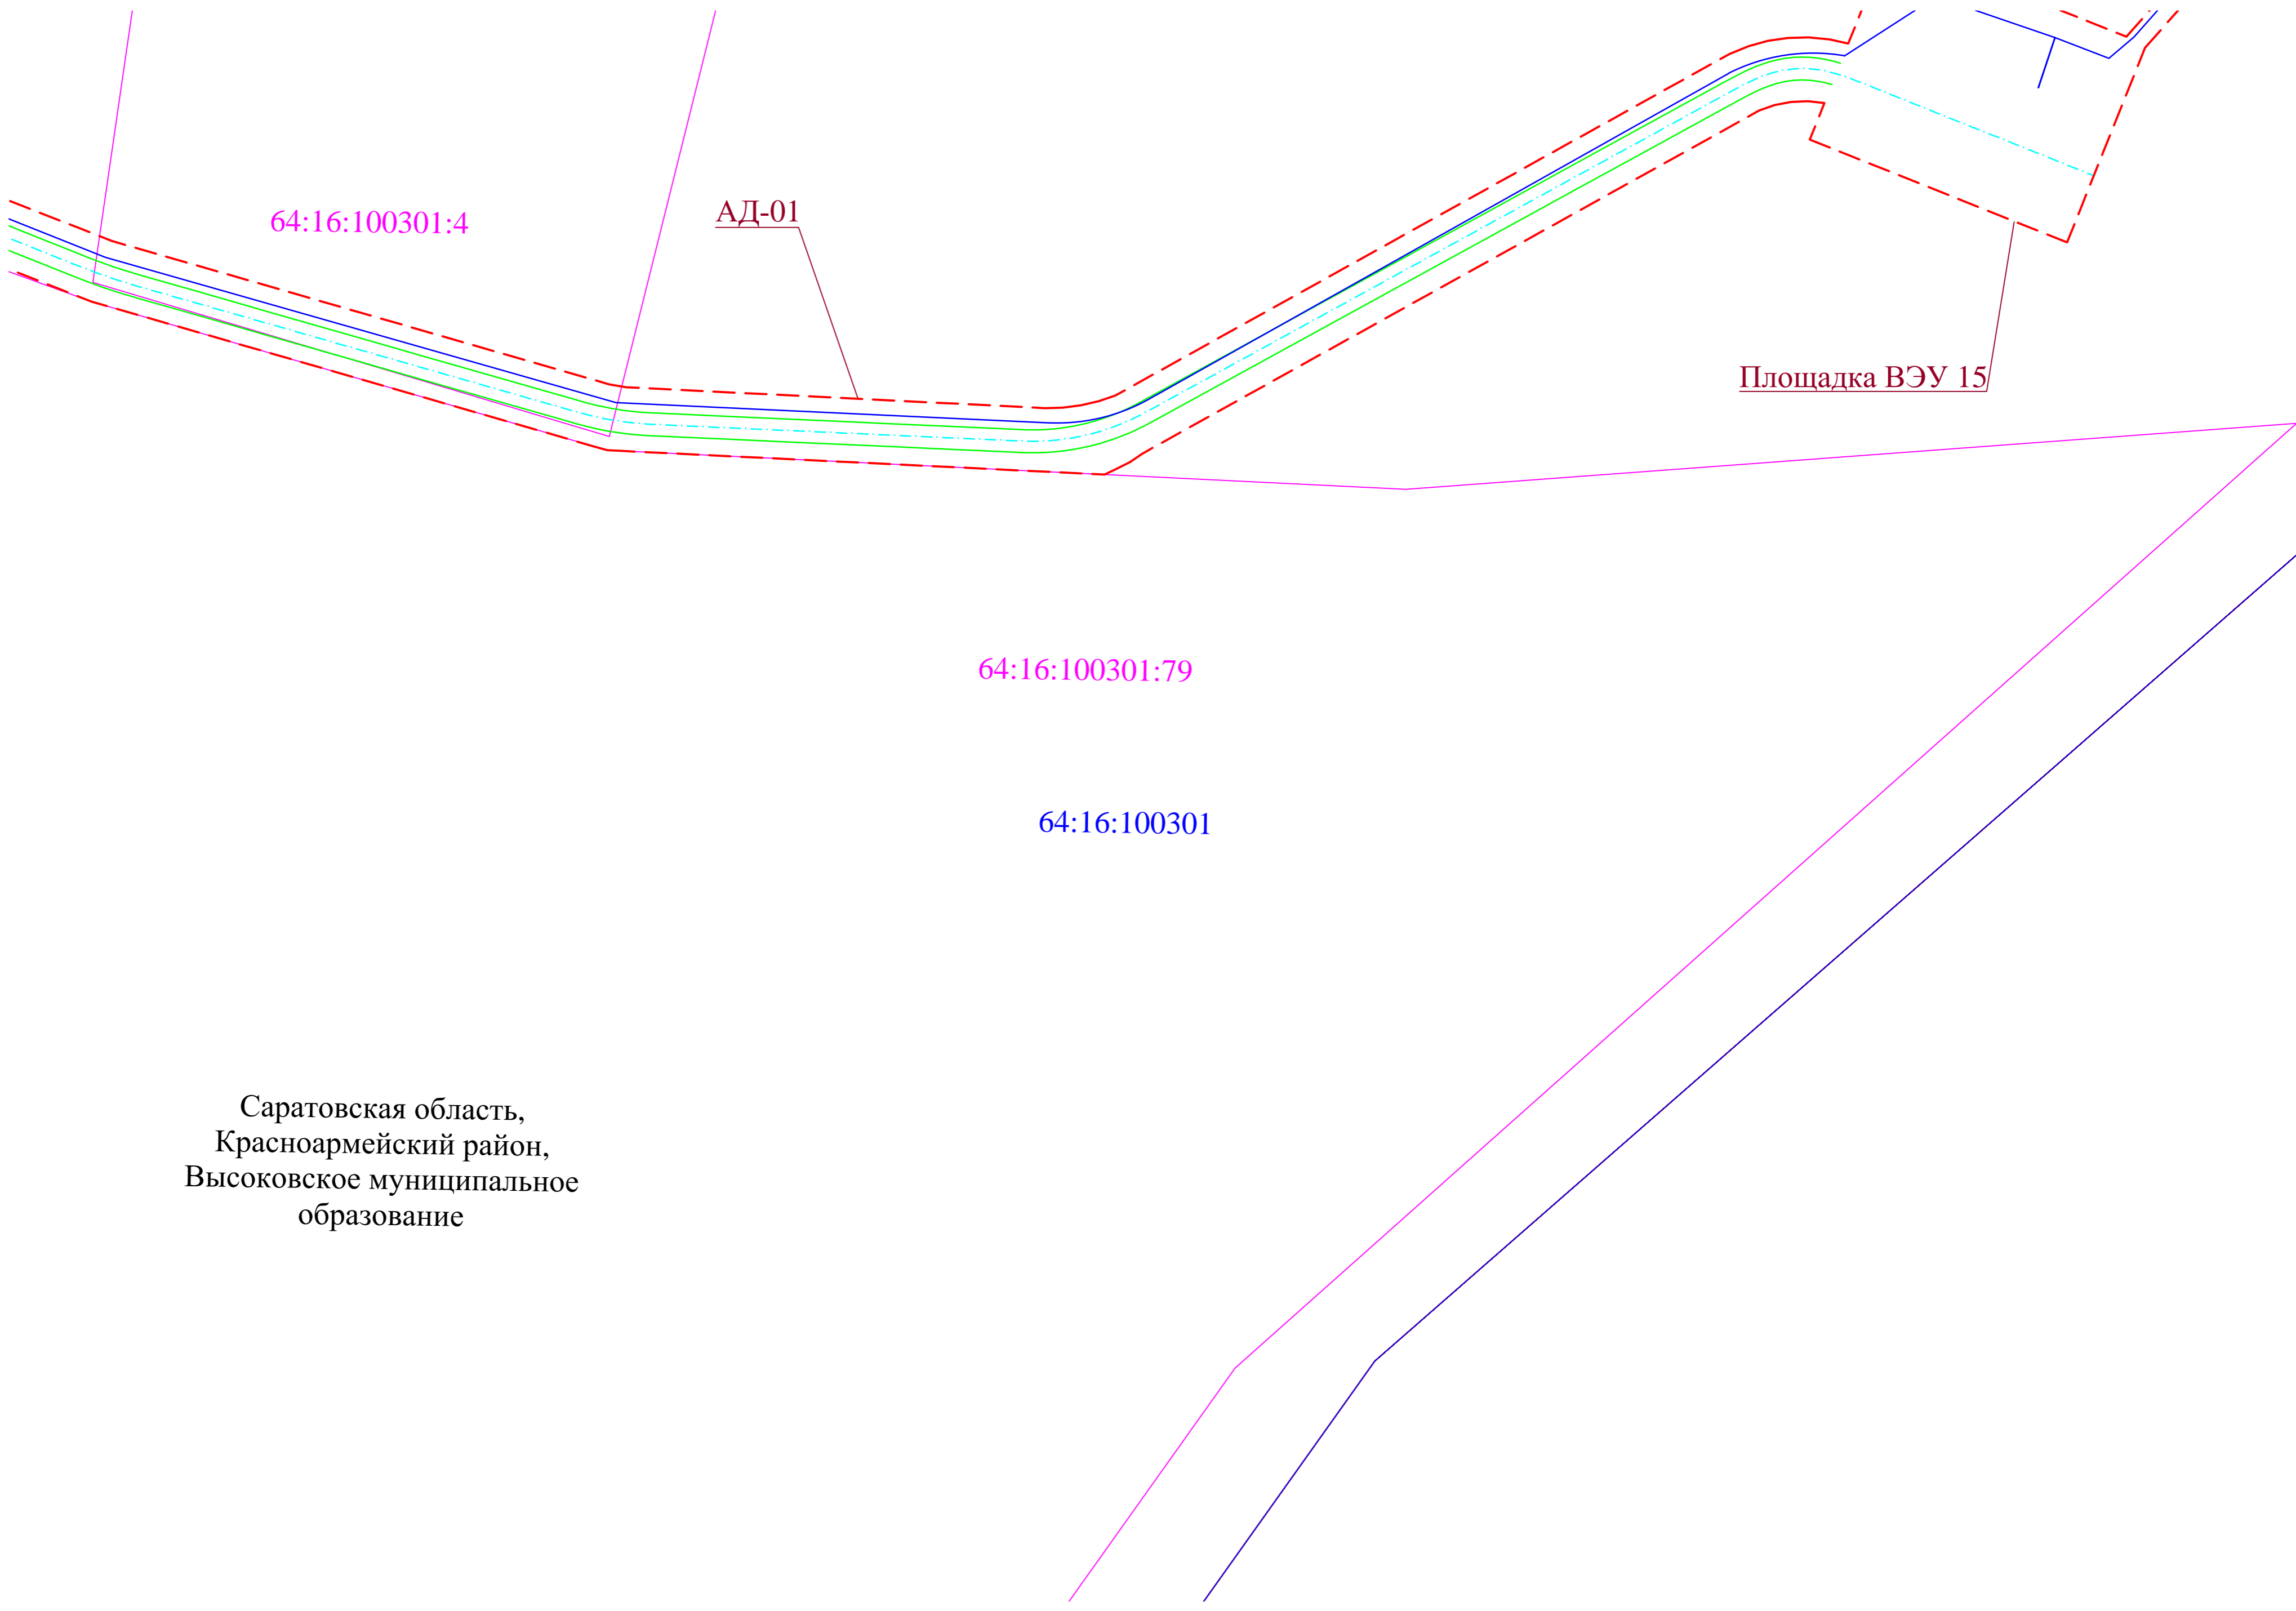 АД-01
64:16:100301:4
Площадка ВЭУ 15
64:16:100301:79
64:16:100301
Саратовская область,
Красноармейский район,
Высоковское муниципальное
образование